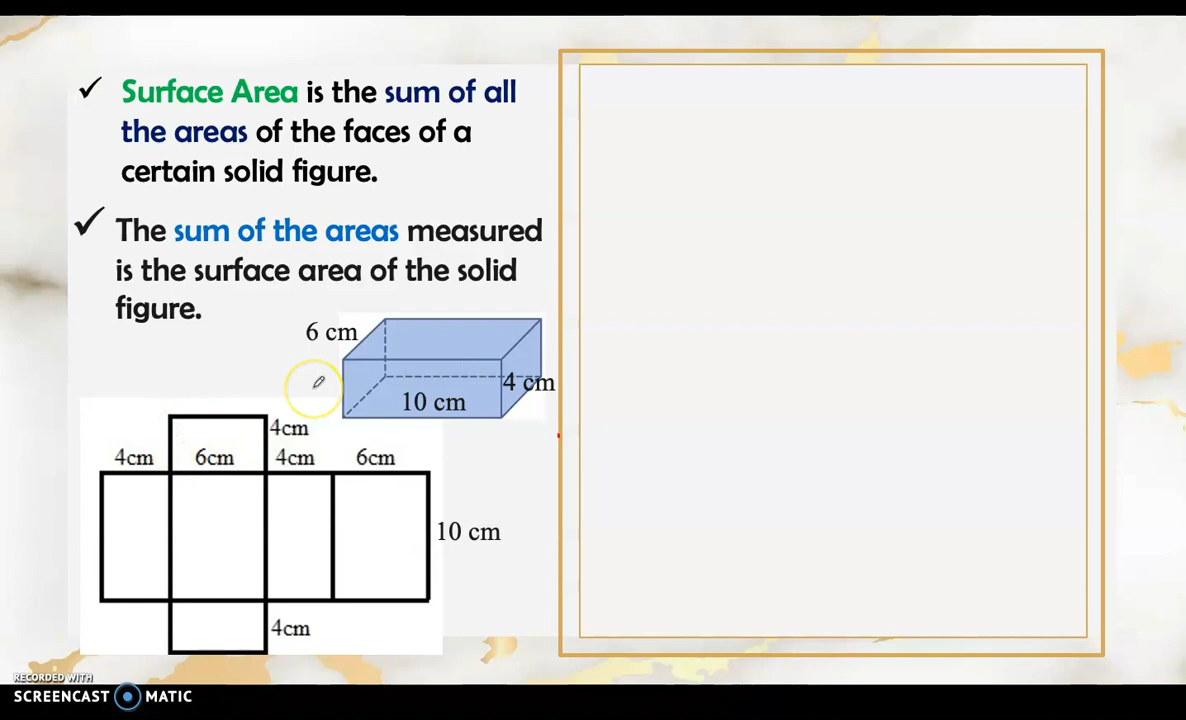 Surface Area is the sum of all
the areas of the faces of a
certain solid figure.
The sum of the areas measured
is the surface area of the solid
figure.
6 cm
4 cm
10 cm
4cm
4cm
6cm
4cm
6cm
10 cm
4cm
RECORDED WITH
SCREENCAST MATIC